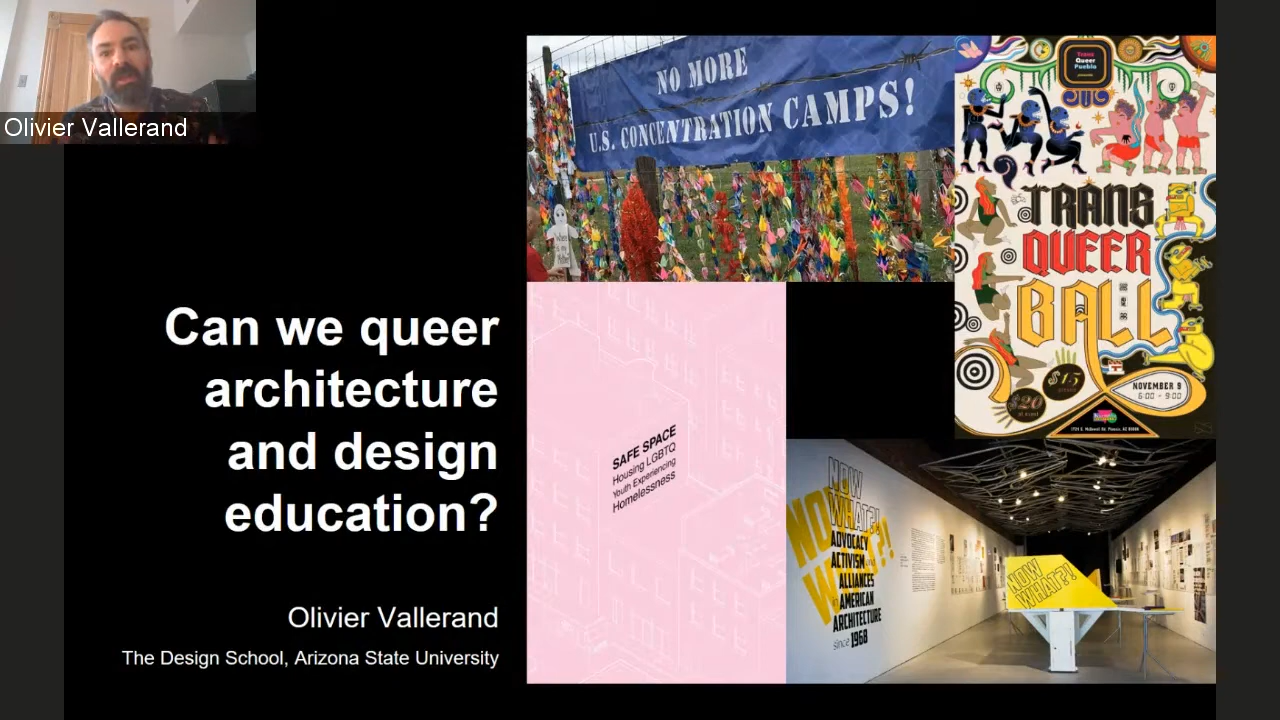 Olivier Vallerand
Can we queer
architecture
and design
education?
Olivier Vallerand
The Design School, Arizona State University
NO MORE
U.S. CONCENTRATION CAMPS!
Trans
Queer
Pueblo
TRANS
QUEER
BALL
$15
$20
NOVEMBER 9
6:00 - 9:00
SAFE SPACE
Housing LGBTQ
Youth Experiencing
Homelessness
NOW
WHAT?!
ADVOCACY
ACTIVISM
ALLIANCES
AMERICAN
ARCHITECTURE
since 1968
NOW
WHAT?!